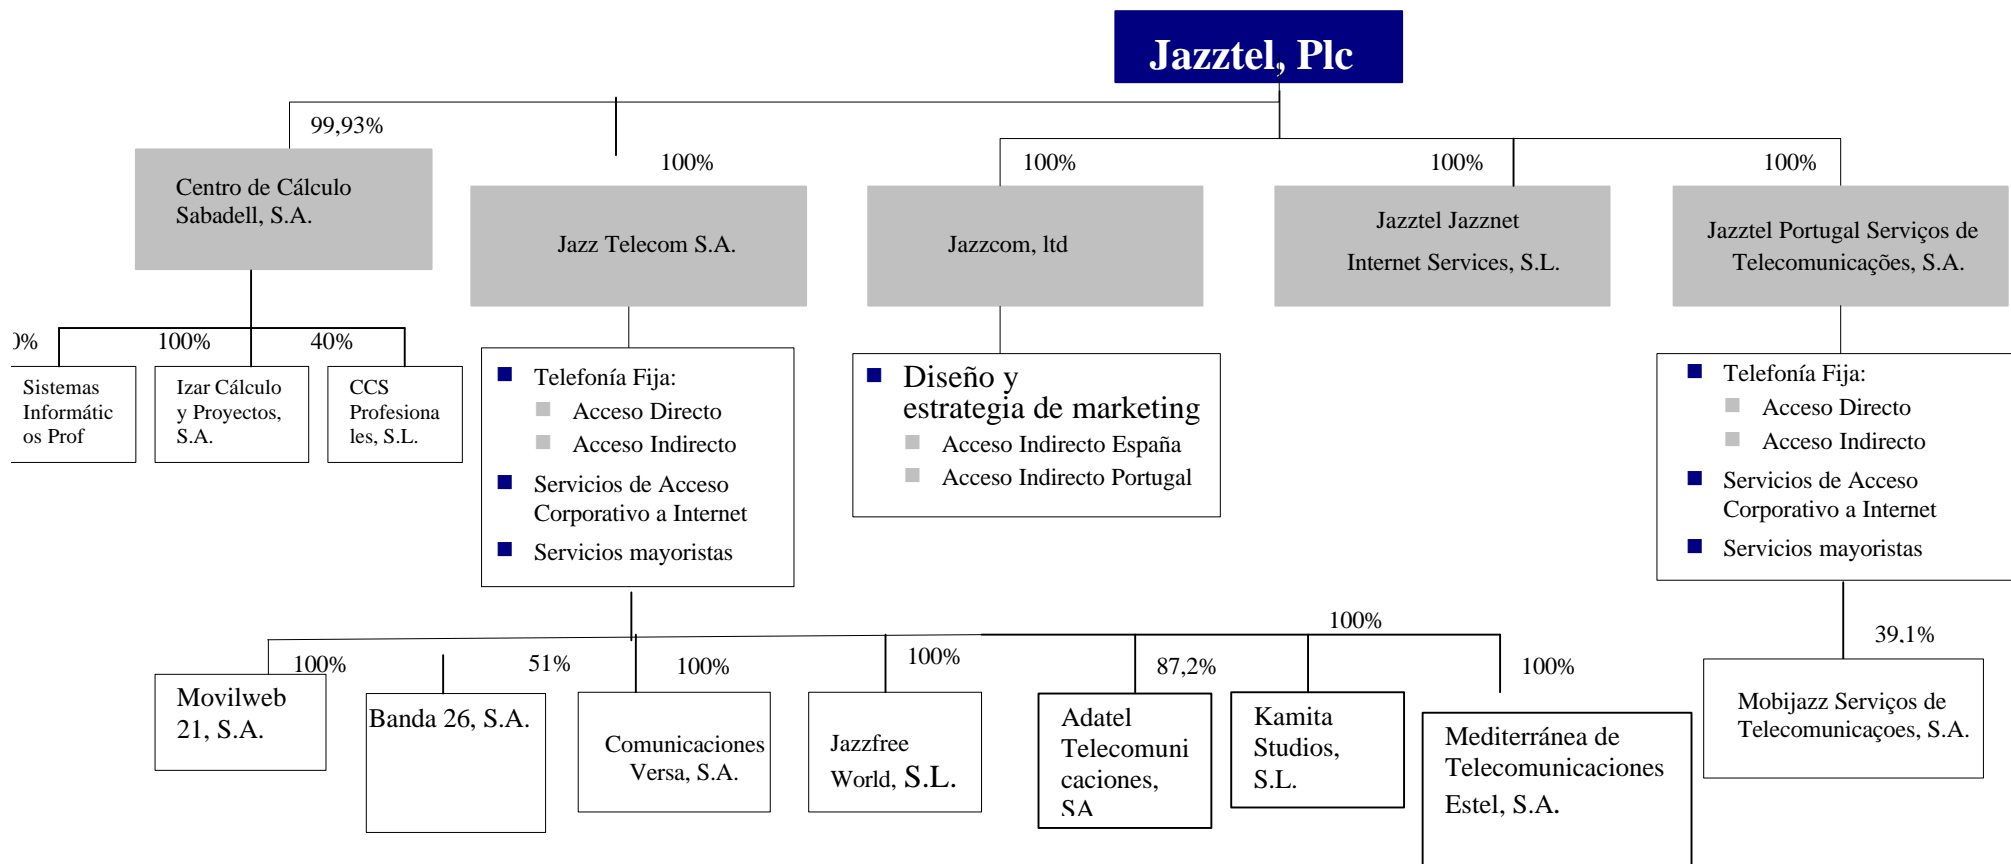 Jazztel, Plc
99,93%
100%
100%
100%
100%
Centro de Cálculo
Sabadell, S.A.
Jazz Telecom S.A.
Jazzcom, ltd
Jazztel Jazznet
Internet Services, S.L.
Jazztel Portugal Serviços de
Telecomunicações, S.A.
0%
100%
40%
Sistemas
Informátic
os Prof
Izar Cálculo
y Proyectos,
S.A.
CCS
Profesiona
les, S.L.
Telefonía Fija:
Acceso Directo
Acceso Indirecto
Servicios de Acceso
Corporativo a Internet
Servicios mayoristas
Diseño y
estrategia de marketing
Acceso Indirecto España
Acceso Indirecto Portugal
Telefonía Fija:
Acceso Directo
Acceso Indirecto
Servicios de Acceso
Corporativo a Internet
Servicios mayoristas
100%
51%
100%
100%
87,2%
100%
100%
39,1%
Movilweb
21, S.A.
Banda 26, S.A.
Comunicaciones
Versa, S.A.
Jazzfree
World, S.L.
Adatel
Telecomuni
caciones,
SA
Kamita
Studios,
S.L.
Mediterránea de
Telecomunicaciones
Estel, S.A.
Mobijazz Serviços de
Telecomunicaçoes, S.A.